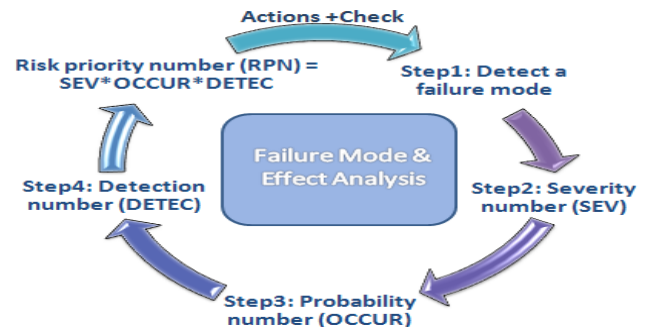 Actions +Check
Step1: Detect a
failure mode
Step2: Severity
number (SEV)
Step3: Probability
number (OCCUR)
Step4: Detection
number (DETEC)
Risk priority number (RPN) =
SEV*OCCUR*DETEC
Failure Mode &
Effect Analysis